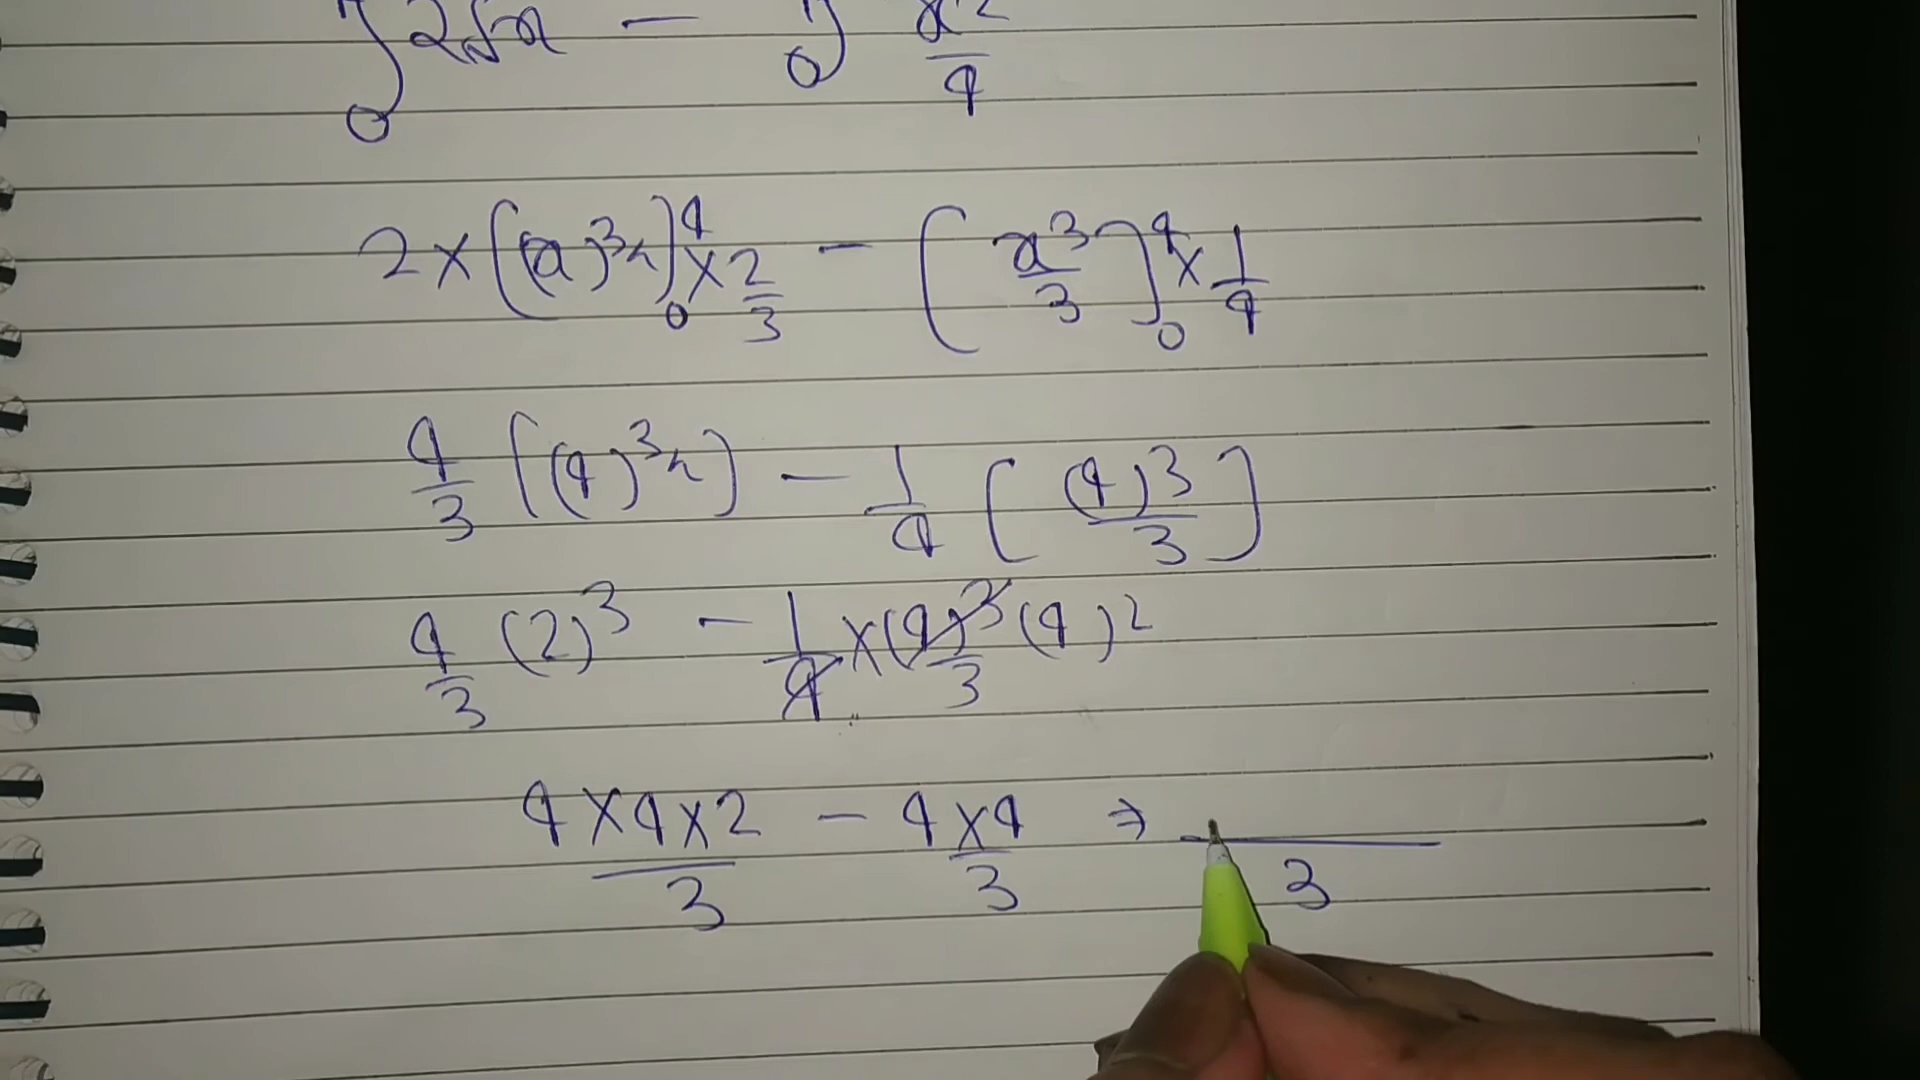 ∫₀ 2√x − ∫₀ x²/4
2 × [(x)^3/2]₀⁴ × 2/3 − [x³/3]₀⁴ × 1/4
4/3 [(4)^3/2] − 1/4 [(4)³/3]
4/3 (2)³ − 1/4 × (4)³/3 (4)²
4×4×2/3 − 4×4/3 ⇒ /3